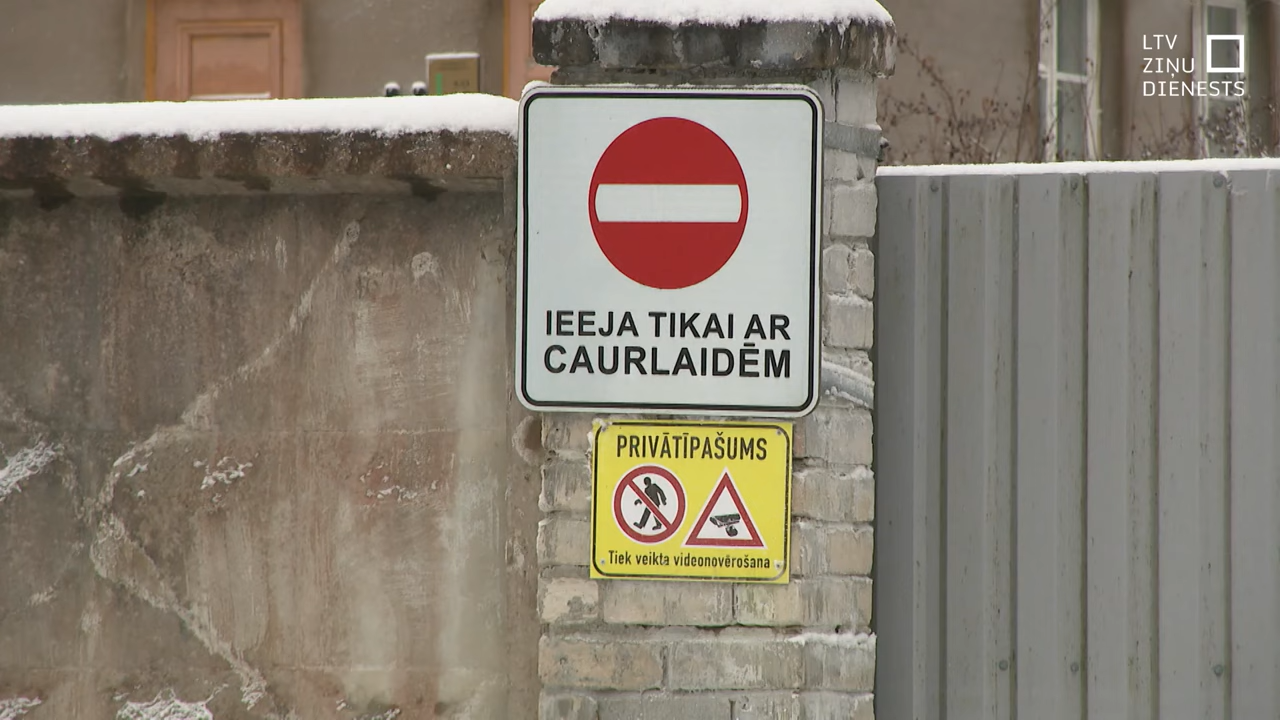 LTV
ZIŅU
DIENESTS
IEEJA TIKAI AR
CAURLAIDĒM
PRIVĀTĪPAŠUMS
Tiek veikta videonovērošana